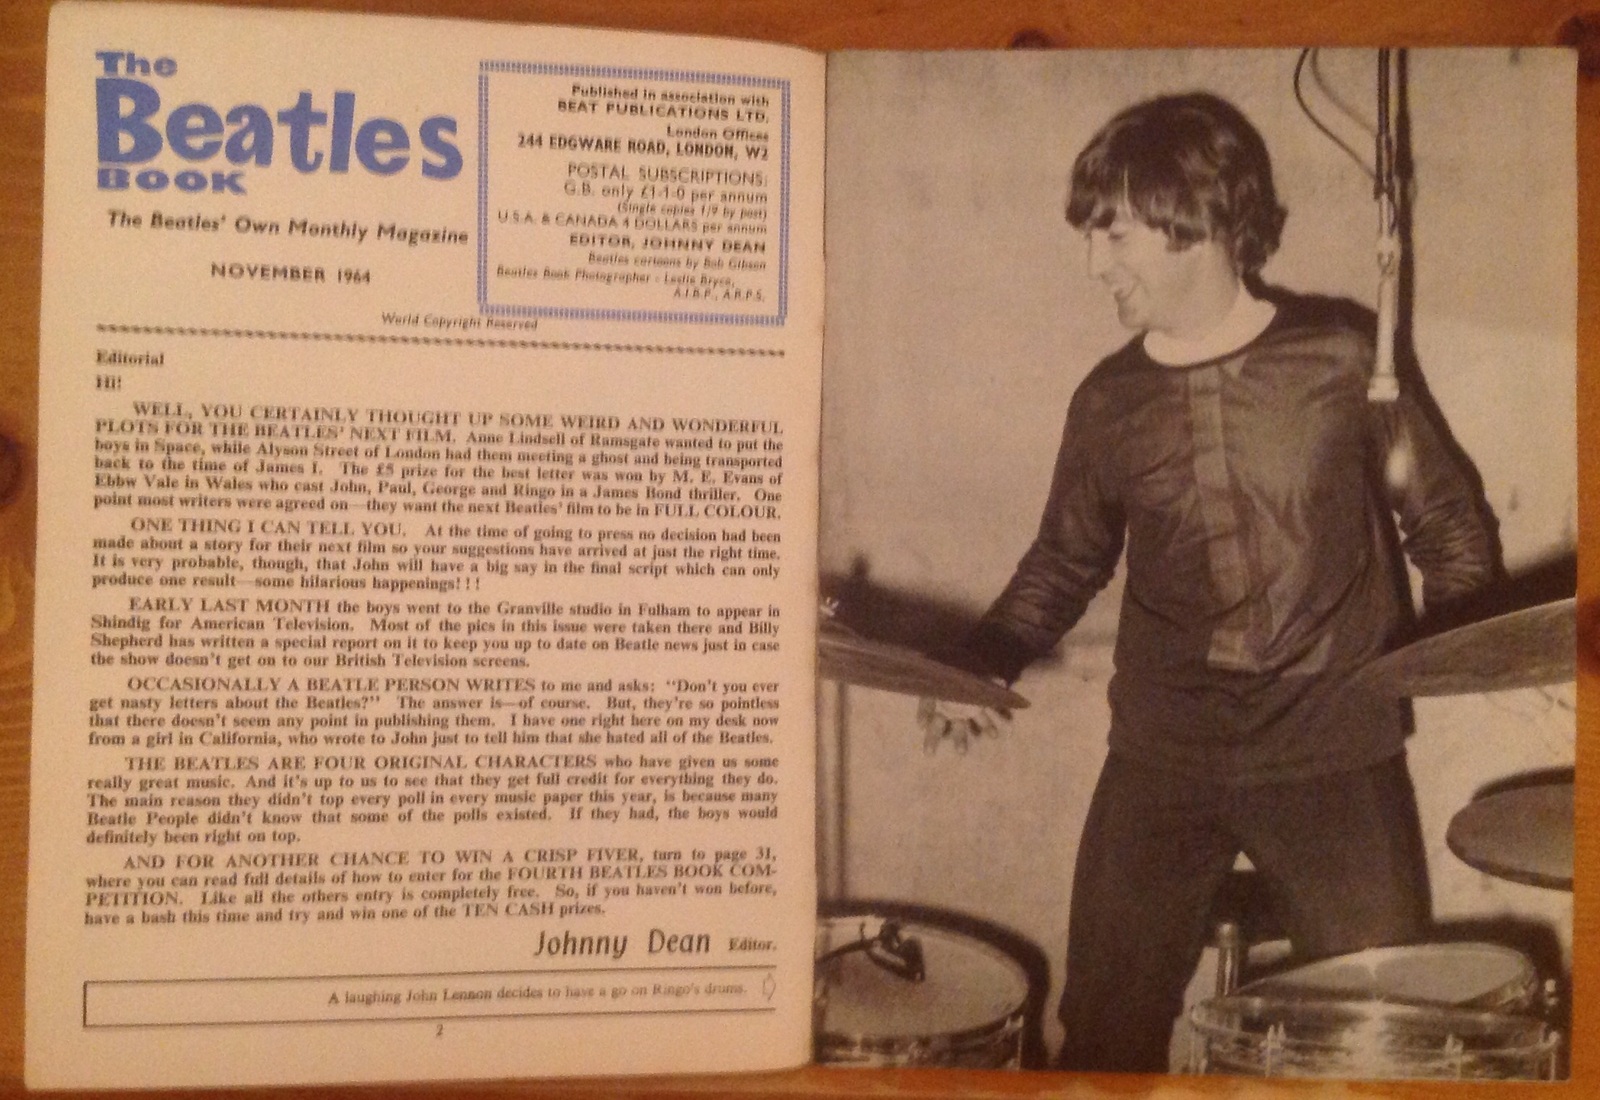 The
Beatles
BOOK
The Beatles' Own Monthly Magazine
NOVEMBER 1964
Published in association with
BEAT PUBLICATIONS LTD.
London Offices
244 EDGWARE ROAD, LONDON, W2
POSTAL SUBSCRIPTIONS:
G.B. only £1-1-0 per annum
(Single copies 1/9 by post)
U.S.A. & CANADA 4 DOLLARS per annum
EDITOR, JOHNNY DEAN
Beatles cartoons by Bob Gibson
Beatles Book Photographer - Leslie Bryce,
A.I.B.P., A.R.P.S.
World Copyright Reserved
Editorial
Hi!
WELL, YOU CERTAINLY THOUGHT UP SOME WEIRD AND WONDERFUL
PLOTS FOR THE BEATLES' NEXT FILM. Anne Lindsell of Ramsgate wanted to put the
boys in Space, while Alyson Street of London had them meeting a ghost and being transported
back to the time of James I. The £5 prize for the best letter was won by M. E. Evans of
Ebbw Vale in Wales who cast John, Paul, George and Ringo in a James Bond thriller. One
point most writers were agreed on—they want the next Beatles' film to be in FULL COLOUR.
ONE THING I CAN TELL YOU. At the time of going to press no decision had been
made about a story for their next film so your suggestions have arrived at just the right time.
It is very probable, though, that John will have a big say in the final script which can only
produce one result—some hilarious happenings! ! !
EARLY LAST MONTH the boys went to the Granville studio in Fulham to appear in
Shindig for American Television. Most of the pics in this issue were taken there and Billy
Shepherd has written a special report on it to keep you up to date on Beatle news just in case
the show doesn't get on to our British Television screens.
OCCASIONALLY A BEATLE PERSON WRITES to me and asks: "Don't you ever
get nasty letters about the Beatles?" The answer is—of course. But, they're so pointless
that there doesn't seem any point in publishing them. I have one right here on my desk now
from a girl in California, who wrote to John just to tell him that she hated all of the Beatles.
THE BEATLES ARE FOUR ORIGINAL CHARACTERS who have given us some
really great music. And it's up to us to see that they get full credit for everything they do.
The main reason they didn't top every poll in every music paper this year, is because many
Beatle People didn't know that some of the polls existed. If they had, the boys would
definitely been right on top.
AND FOR ANOTHER CHANCE TO WIN A CRISP FIVER, turn to page 31,
where you can read full details of how to enter for the FOURTH BEATLES BOOK COM-
PETITION. Like all the others entry is completely free. So, if you haven't won before,
have a bash this time and try and win one of the TEN CASH prizes.
Johnny Dean Editor.
A laughing John Lennon decides to have a go on Ringo's drums.
2